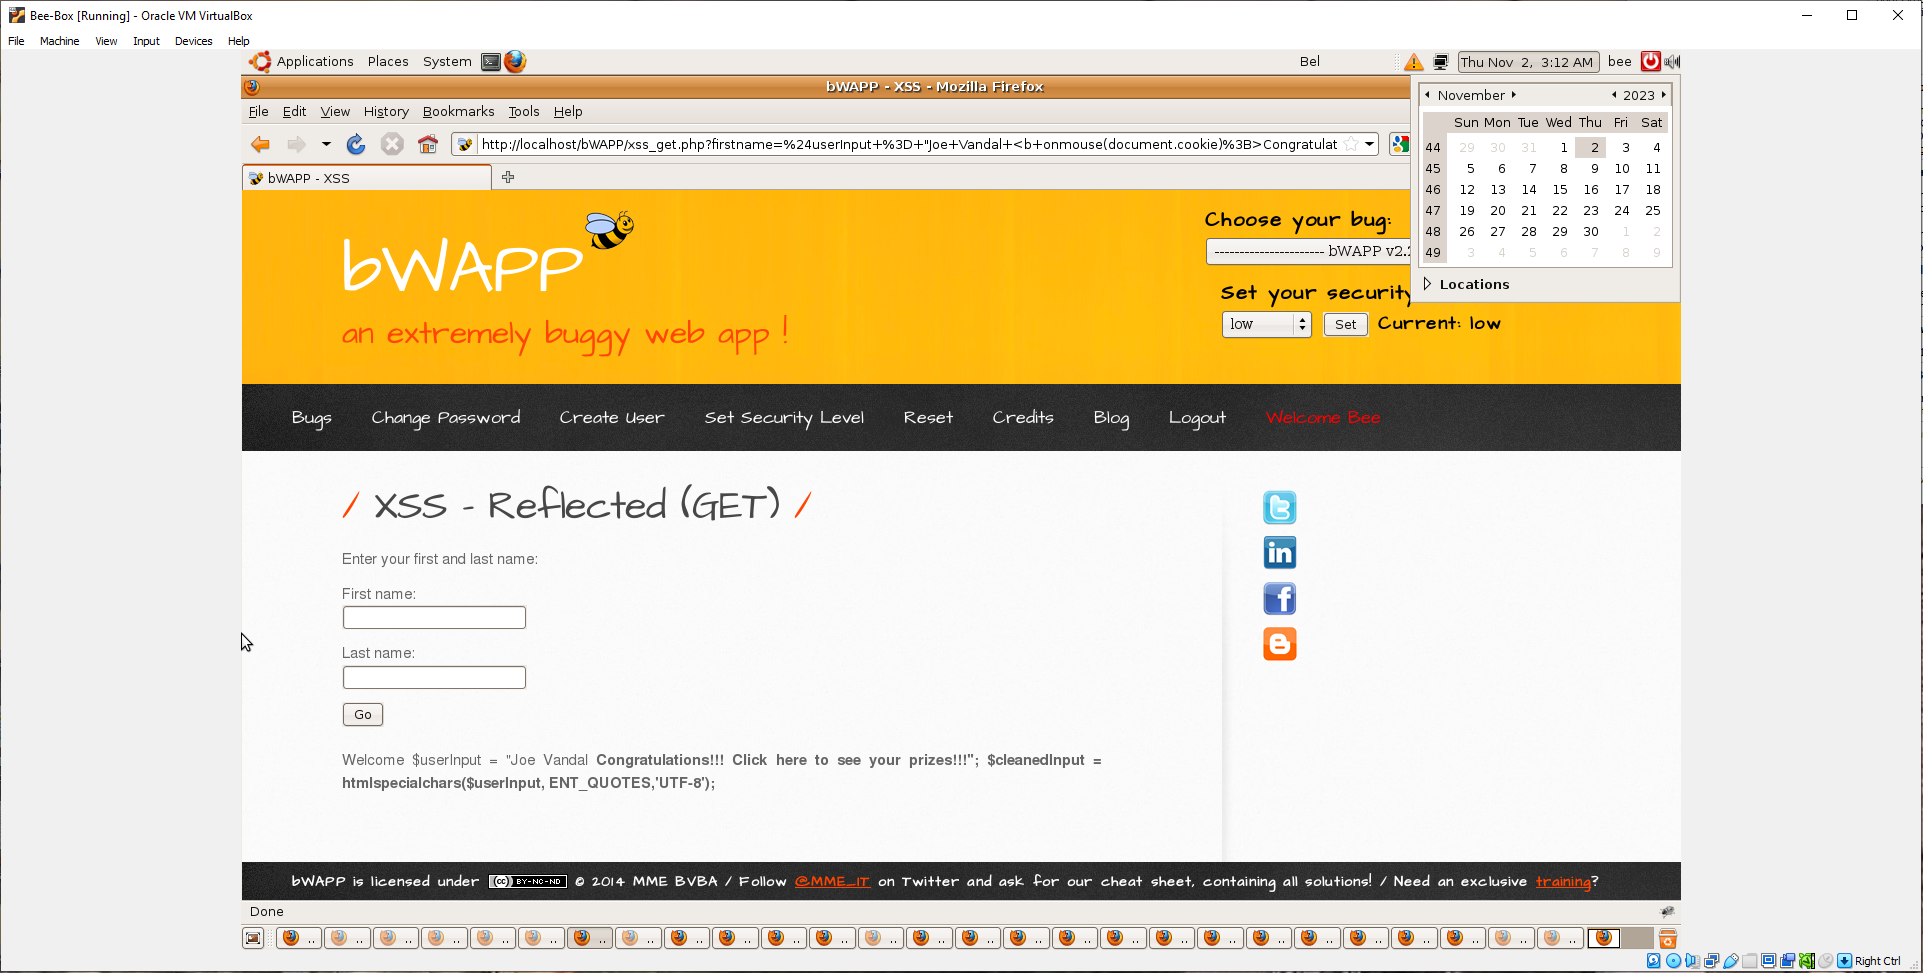 Bee-Box [Running] - Oracle VM VirtualBox
File Machine View Input Devices Help
Applications Places System Bel Thu Nov 2, 3:12 AM bee
bWAPP - XSS - Mozilla Firefox
File Edit View History Bookmarks Tools Help
http://localhost/bWAPP/xss_get.php?firstname=%24userInput+%3D+"Joe+Vandal+<b+onmouse(document.cookie)%3B>Congratulat
bWAPP - XSS
November 2023
Sun Mon Tue Wed Thu Fri Sat
44 29 30 31 1 2 3 4
45 5 6 7 8 9 10 11
46 12 13 14 15 16 17 18
47 19 20 21 22 23 24 25
48 26 27 28 29 30 1 2
49 3 4 5 6 7 8 9
Locations
bWAPP
an extremely buggy web app !
Choose your bug:
---------------------- bWAPP v2.2
Set your security
low Set Current: low
Bugs Change Password Create User Set Security Level Reset Credits Blog Logout Welcome Bee
/ XSS - Reflected (GET) /
Enter your first and last name:
First name:
Last name:
Go
Welcome $userInput = "Joe Vandal Congratulations!!! Click here to see your prizes!!!"; $cleanedInput =
htmlspecialchars($userInput, ENT_QUOTES,'UTF-8');
bWAPP is licensed under (cc) BY-NC-ND © 2014 MME BVBA / Follow @MME_IT on Twitter and ask for our cheat sheet, containing all solutions! / Need an exclusive training?
Done
.. .. .. .. .. .. .. .. .. .. .. .. .. .. .. .. .. .. .. .. .. .. .. .. .. .. ..
Right Ctrl